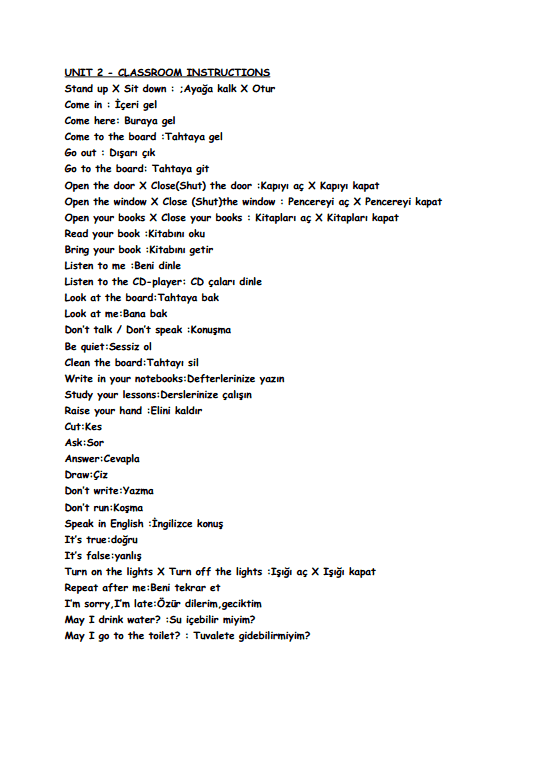 UNIT 2 - CLASSROOM INSTRUCTIONS
Stand up X Sit down : ;Ayağa kalk X Otur
Come in : İçeri gel
Come here: Buraya gel
Come to the board :Tahtaya gel
Go out : Dışarı çık
Go to the board: Tahtaya git
Open the door X Close(Shut) the door :Kapıyı aç X Kapıyı kapat
Open the window X Close (Shut)the window : Pencereyi aç X Pencereyi kapat
Open your books X Close your books : Kitapları aç X Kitapları kapat
Read your book :Kitabını oku
Bring your book :Kitabını getir
Listen to me :Beni dinle
Listen to the CD-player: CD çaları dinle
Look at the board:Tahtaya bak
Look at me:Bana bak
Don't talk / Don't speak :Konuşma
Be quiet:Sessiz ol
Clean the board:Tahtayı sil
Write in your notebooks:Defterlerinize yazın
Study your lessons:Derslerinize çalışın
Raise your hand :Elini kaldır
Cut:Kes
Ask:Sor
Answer:Cevapla
Draw:Çiz
Don't write:Yazma
Don't run:Koşma
Speak in English :İngilizce konuş
It's true:doğru
It's false:yanlış
Turn on the lights X Turn off the lights :Işığı aç X Işığı kapat
Repeat after me:Beni tekrar et
I'm sorry,I'm late:Özür dilerim,geciktim
May I drink water? :Su içebilir miyim?
May I go to the toilet? : Tuvalete gidebilirmiyim?